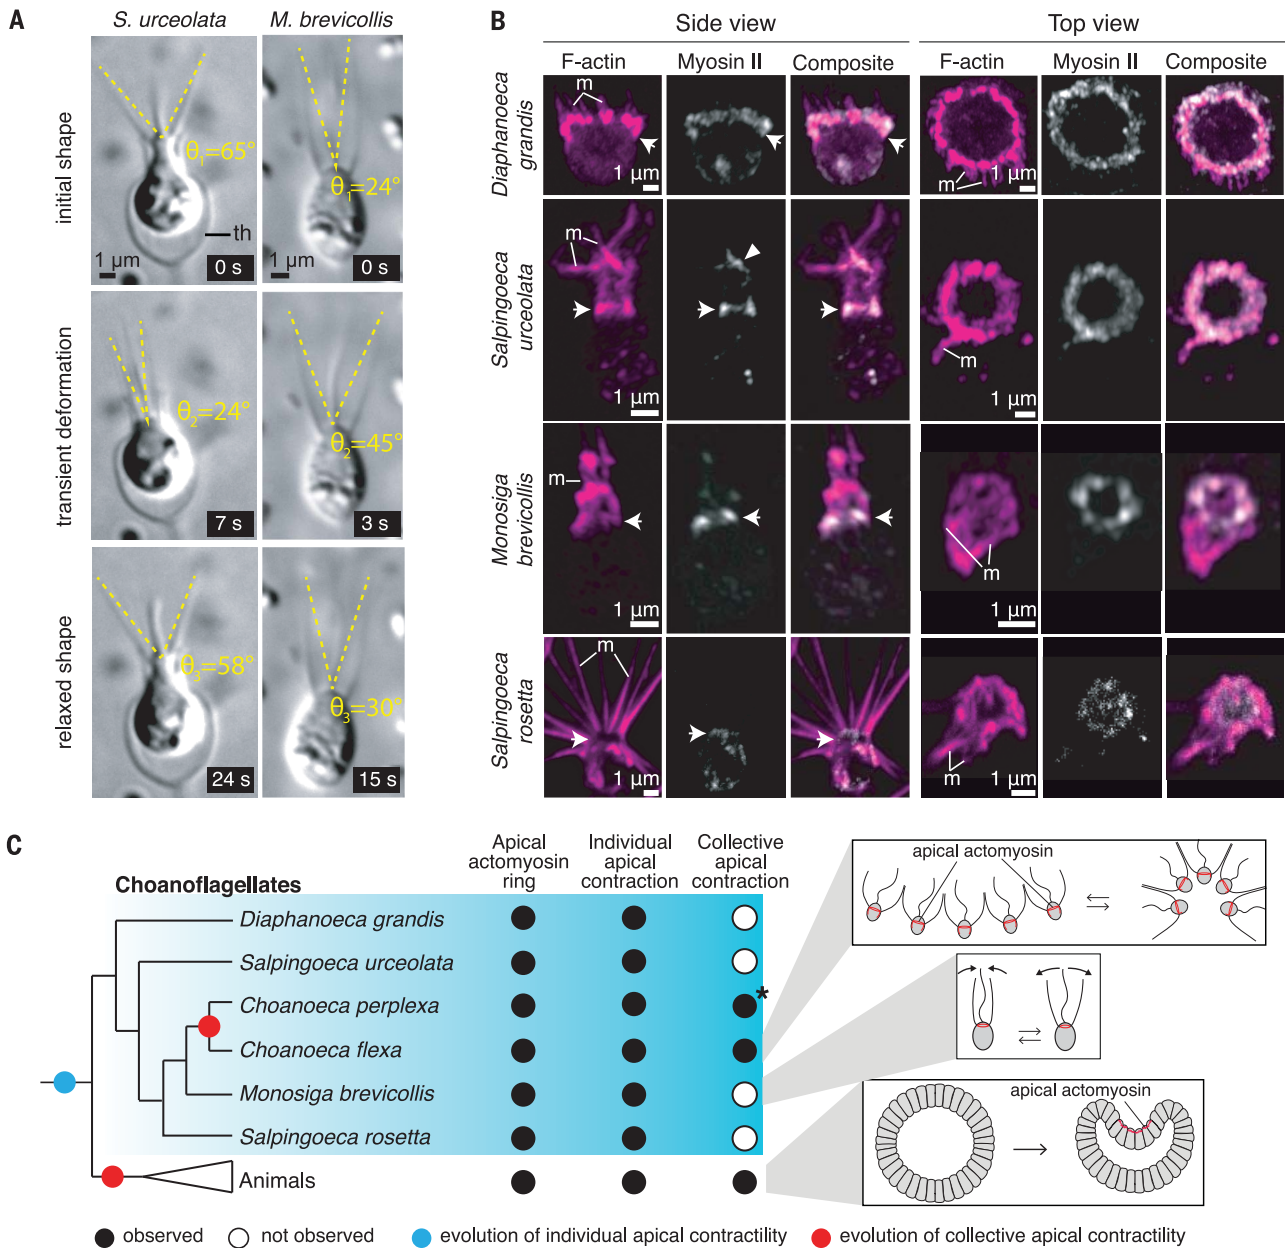 A
S. urceolata
M. brevicollis
initial shape
θ1=65°
th
1 μm
0 s
θ1=24°
1 μm
0 s
transient deformation
θ2=24°
7 s
θ2=45°
3 s
relaxed shape
θ3=58°
24 s
θ3=30°
15 s
B
Side view
Top view
F-actin
Myosin II
Composite
F-actin
Myosin II
Composite
Diaphanoeca
grandis
m
1 μm
m
1 μm
Salpingoeca
urceolata
m
1 μm
m
1 μm
Monosiga
brevicollis
m
1 μm
m
1 μm
Salpingoeca
rosetta
m
1 μm
m
1 μm
C
Choanoflagellates
Apical
actomyosin
ring
Individual
apical
contraction
Collective
apical
contraction
Diaphanoeca grandis
Salpingoeca urceolata
Choanoeca perplexa
*
Choanoeca flexa
Monosiga brevicollis
Salpingoeca rosetta
Animals
apical actomyosin
apical actomyosin
observed
not observed
evolution of individual apical contractility
evolution of collective apical contractility